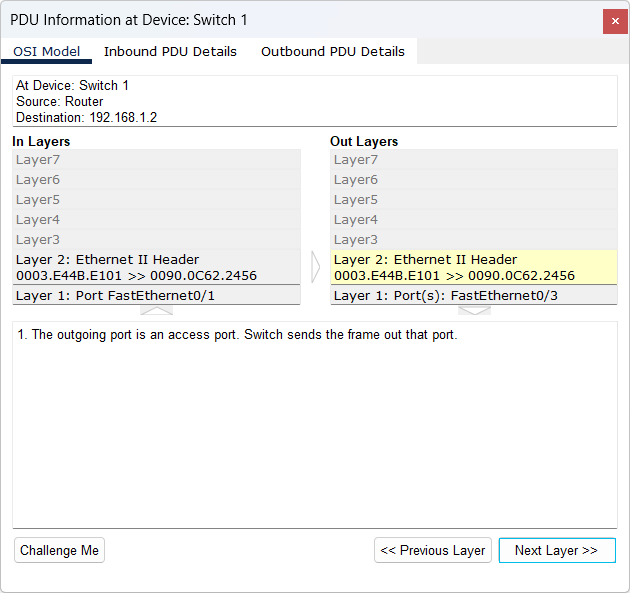 PDU Information at Device: Switch 1
OSI Model
Inbound PDU Details
Outbound PDU Details
At Device: Switch 1
Source: Router
Destination: 192.168.1.2
In Layers
Layer7
Layer6
Layer5
Layer4
Layer3
Layer 2: Ethernet II Header
0003.E44B.E101 >> 0090.0C62.2456
Layer 1: Port FastEthernet0/1
Out Layers
Layer7
Layer6
Layer5
Layer4
Layer3
Layer 2: Ethernet II Header
0003.E44B.E101 >> 0090.0C62.2456
Layer 1: Port(s): FastEthernet0/3
1. The outgoing port is an access port. Switch sends the frame out that port.
Challenge Me
<< Previous Layer
Next Layer >>